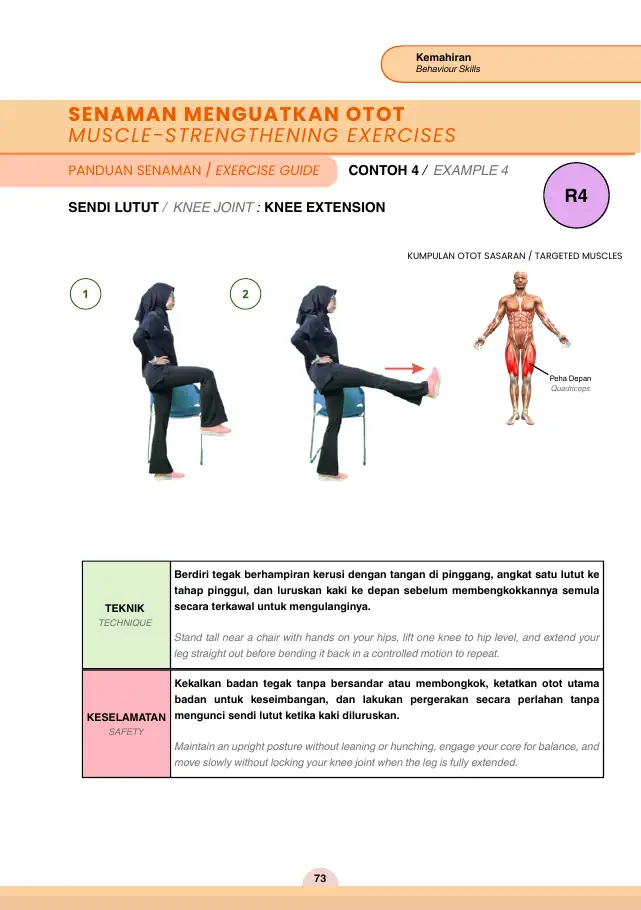 Kemahiran
Behaviour Skills
SENAMAN MENGUATKAN OTOT
MUSCLE-STRENGTHENING EXERCISES
PANDUAN SENAMAN / EXERCISE GUIDE CONTOH 4 / EXAMPLE 4
R4
SENDI LUTUT / KNEE JOINT : KNEE EXTENSION
KUMPULAN OTOT SASARAN / TARGETED MUSCLES
1
2
Peha Depan
Quadriceps
TEKNIK
TECHNIQUE
Berdiri tegak berhampiran kerusi dengan tangan di pinggang, angkat satu lutut ke
tahap pinggul, dan luruskan kaki ke depan sebelum membengkokkannya semula
secara terkawal untuk mengulanginya.
Stand tall near a chair with hands on your hips, lift one knee to hip level, and extend your
leg straight out before bending it back in a controlled motion to repeat.
KESELAMATAN
SAFETY
Kekalkan badan tegak tanpa bersandar atau membongkok, ketatkan otot utama
badan untuk keseimbangan, dan lakukan pergerakan secara perlahan tanpa
mengunci sendi lutut ketika kaki diluruskan.
Maintain an upright posture without leaning or hunching, engage your core for balance, and
move slowly without locking your knee joint when the leg is fully extended.
73